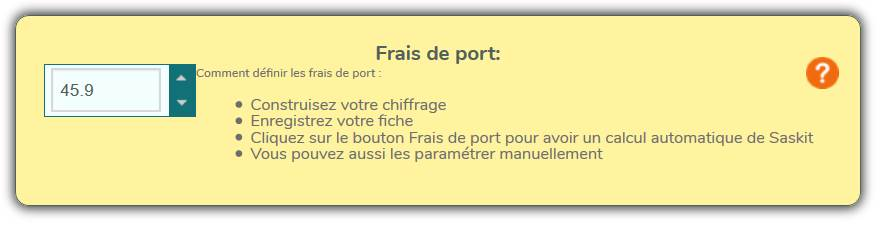 Frais de port:
45.9
Comment définir les frais de port :
Construisez votre chiffrage
Enregistrez votre fiche
Cliquez sur le bouton Frais de port pour avoir un calcul automatique de Saskit
Vous pouvez aussi les paramétrer manuellement
?